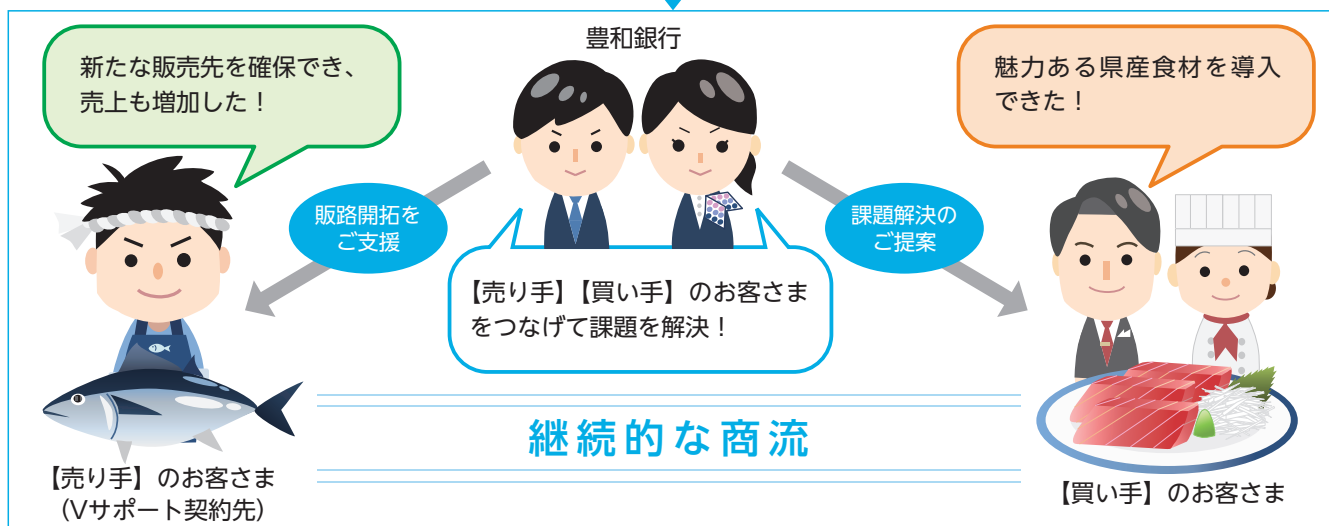 豊和銀行
新たな販売先を確保でき、
売上も増加した！
魅力ある県産食材を導入
できた！
販路開拓を
ご支援
課題解決の
ご提案
【売り手】【買い手】のお客さま
をつなげて課題を解決！
継続的な商流
【売り手】のお客さま
（Vサポート契約先）
【買い手】のお客さま